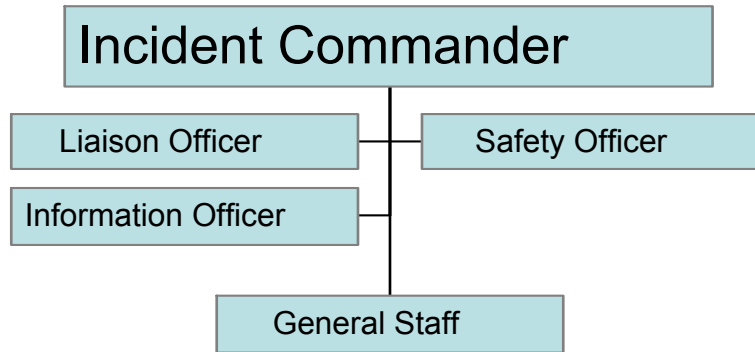 Incident Commander
Liaison Officer
Safety Officer
Information Officer
General Staff